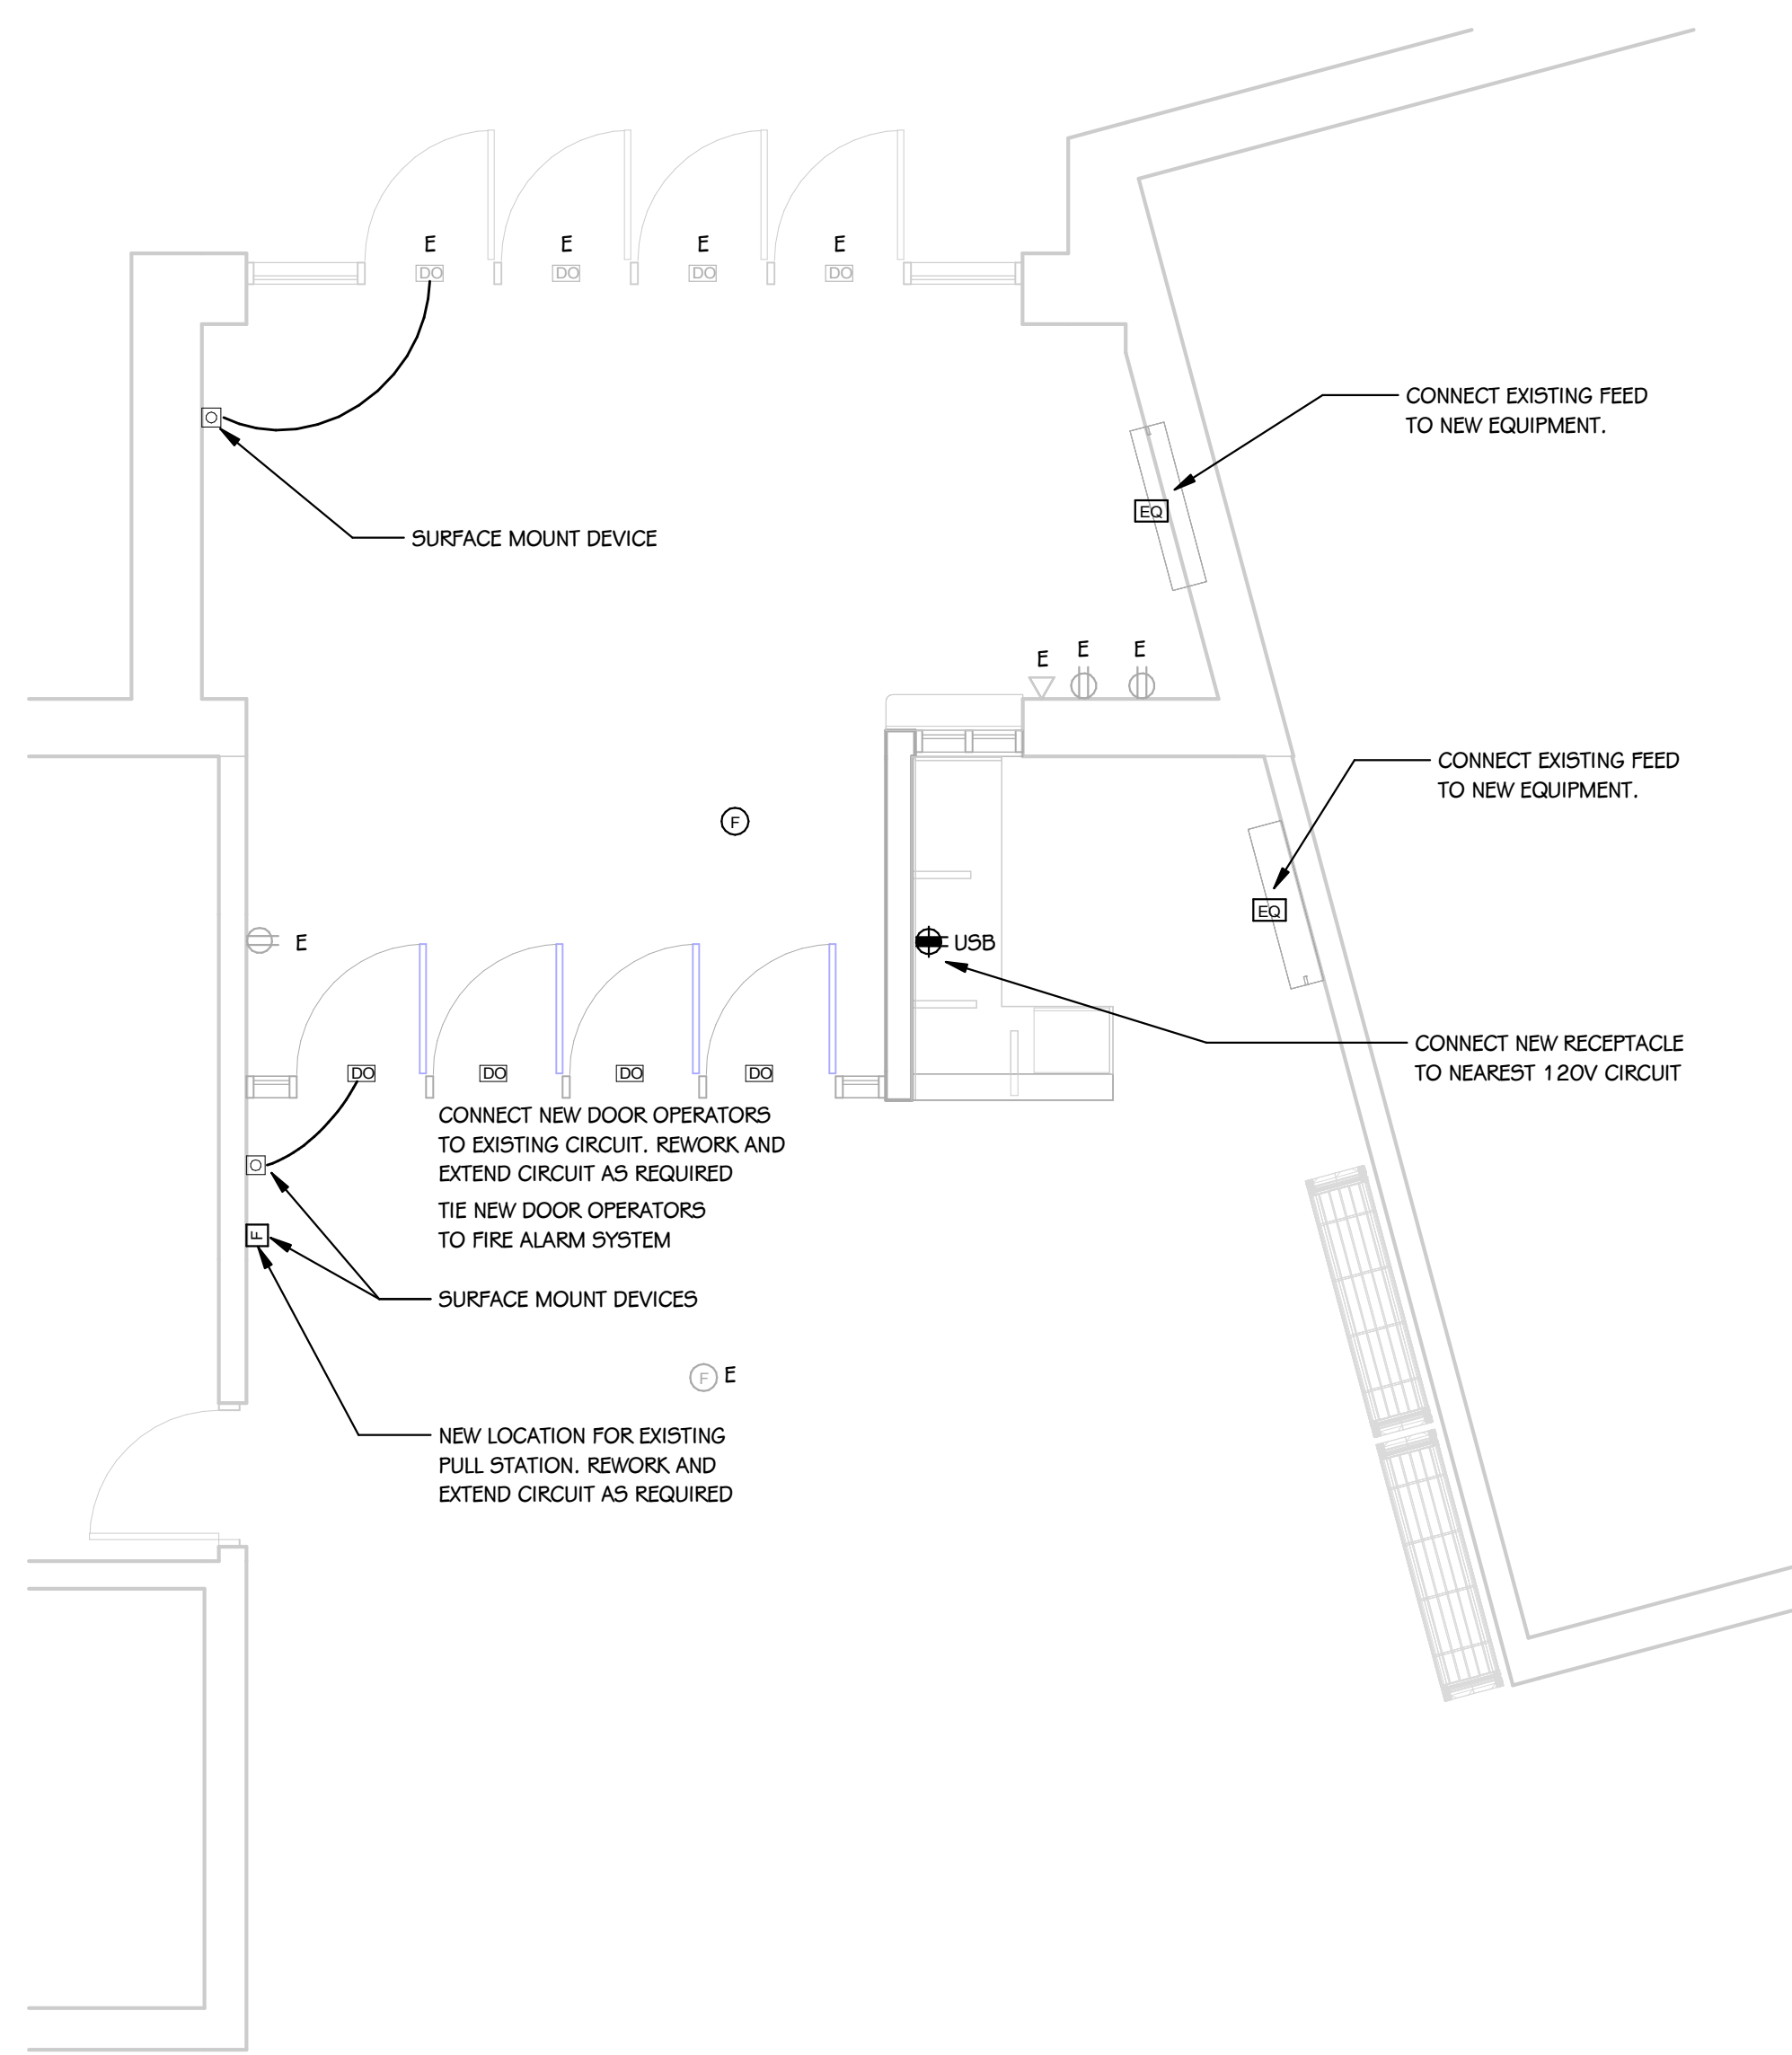 E
E
E
E
DO
DO
DO
DO
CONNECT EXISTING FEED
TO NEW EQUIPMENT.
EQ
SURFACE MOUNT DEVICE
E
E
E
CONNECT EXISTING FEED
TO NEW EQUIPMENT.
F
EQ
E
USB
CONNECT NEW RECEPTACLE
TO NEAREST 120V CIRCUIT
DO
DO
DO
DO
CONNECT NEW DOOR OPERATORS
TO EXISTING CIRCUIT. REWORK AND
EXTEND CIRCUIT AS REQUIRED
TIE NEW DOOR OPERATORS
TO FIRE ALARM SYSTEM
F
SURFACE MOUNT DEVICES
F
E
NEW LOCATION FOR EXISTING
PULL STATION. REWORK AND
EXTEND CIRCUIT AS REQUIRED